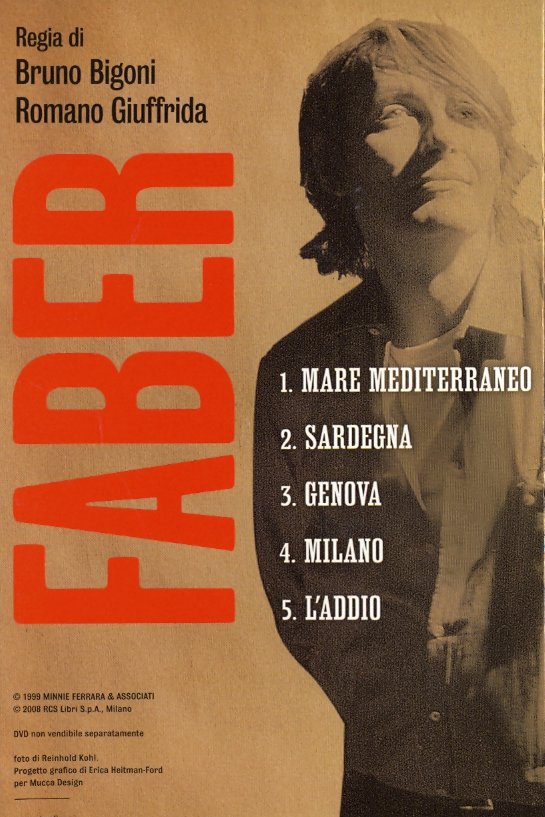 Regia di
Bruno Bigoni
Romano Giuffrida
FABER
1. MARE MEDITERRANEO
2. SARDEGNA
3. GENOVA
4. MILANO
5. L'ADDIO
© 1999 MINNIE FERRARA & ASSOCIATI
© 2008 RCS Libri S.p.A., Milano
DVD non vendibile separatamente
foto di Reinhold Kohl.
Progetto grafico di Erica Heitman-Ford
per Mucca Design